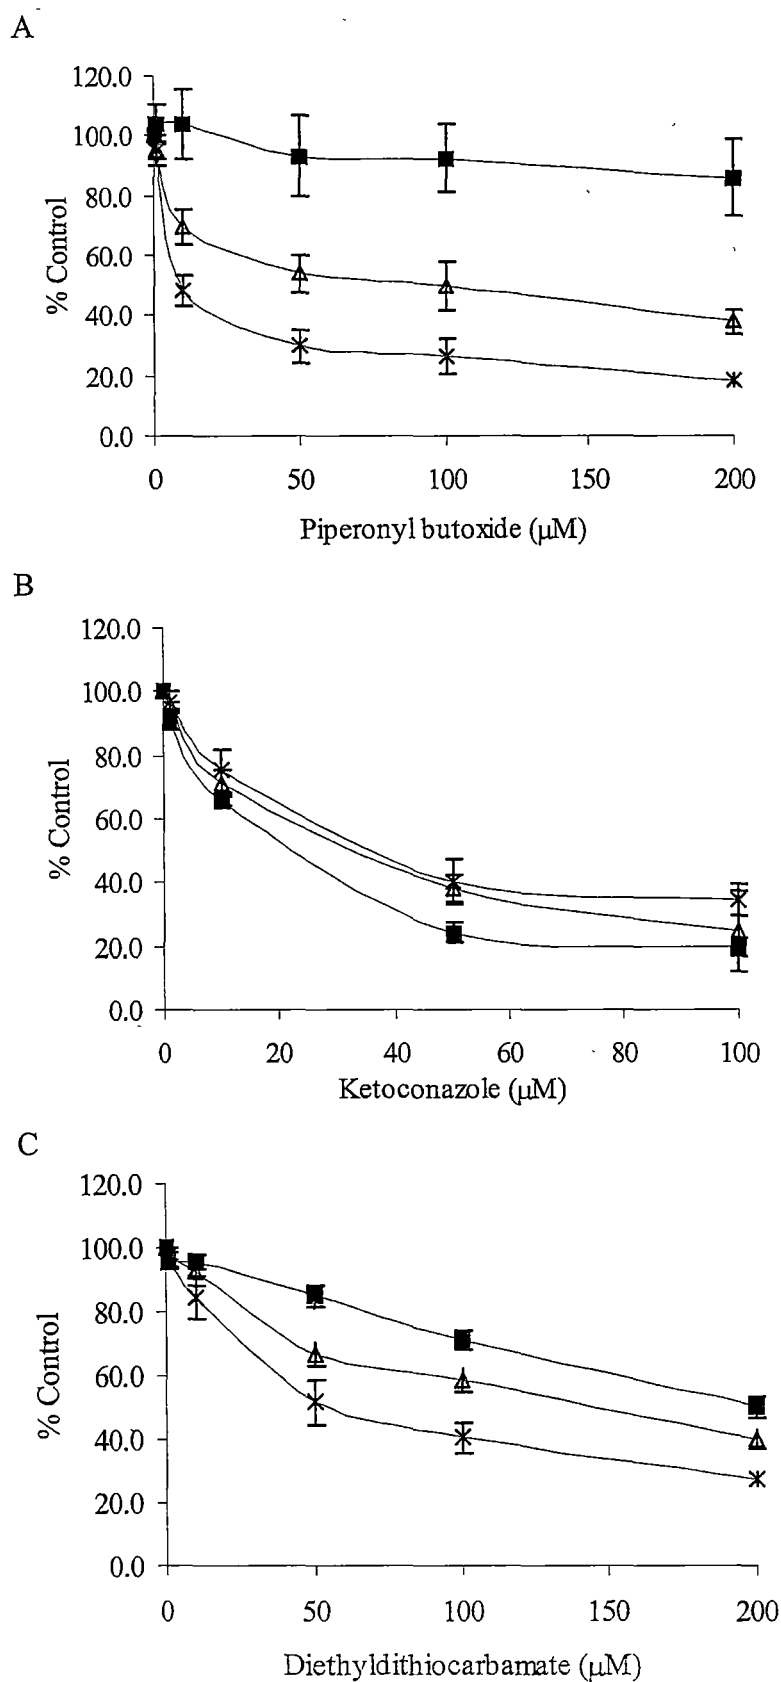 A
120.0
100.0
80.0
60.0
40.0
20.0
0.0
% Control
0 50 100 150 200
Piperonyl butoxide (μM)
B
120.0
100.0
80.0
60.0
40.0
20.0
0.0
% Control
0 20 40 60 80 100
Ketoconazole (μM)
C
120.0
100.0
80.0
60.0
40.0
20.0
0.0
% Control
0 50 100 150 200
Diethyldithiocarbamate (μM)